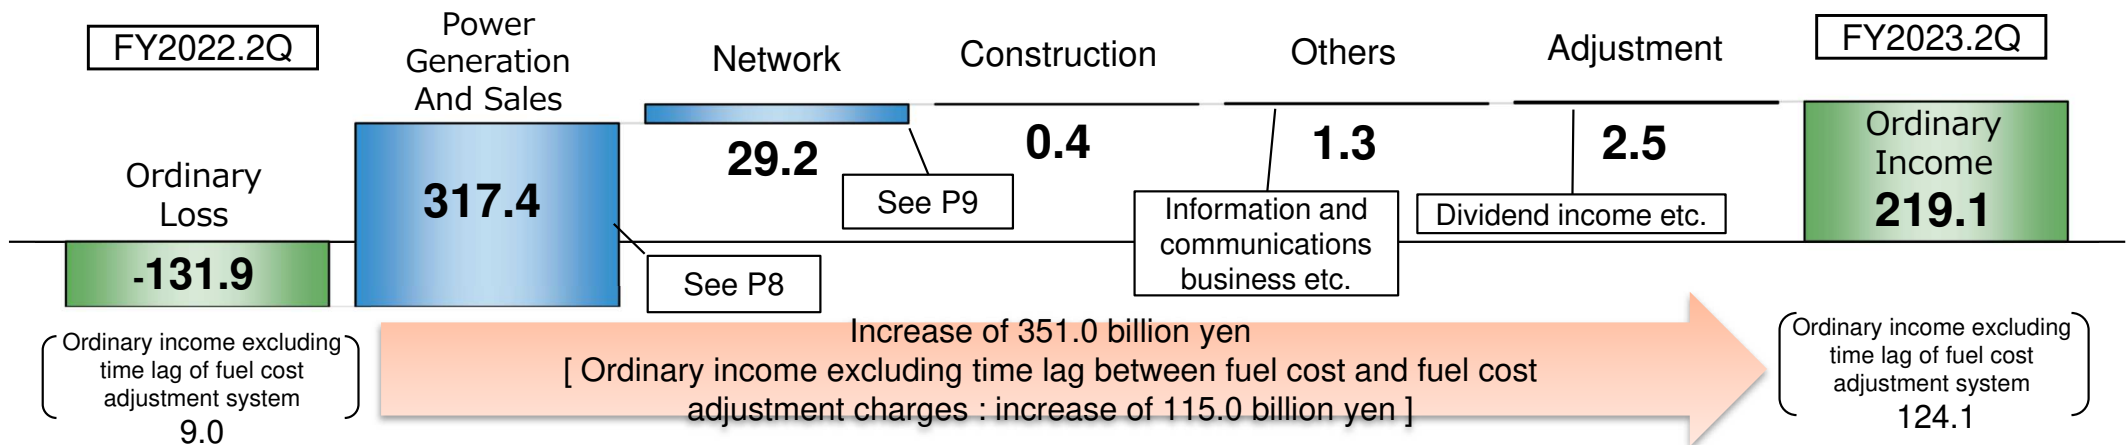 FY2022.2Q
Power
Generation
And Sales
Network
Construction
Others
Adjustment
FY2023.2Q
Ordinary
Loss
-131.9
317.4
See P8
29.2
See P9
0.4
1.3
Information and
communications
business etc.
2.5
Dividend income etc.
Ordinary
Income
219.1
Ordinary income excluding
time lag of fuel cost
adjustment system
9.0
Increase of 351.0 billion yen
[ Ordinary income excluding time lag between fuel cost and fuel cost
adjustment charges : increase of 115.0 billion yen ]
Ordinary income excluding
time lag of fuel cost
adjustment system
124.1